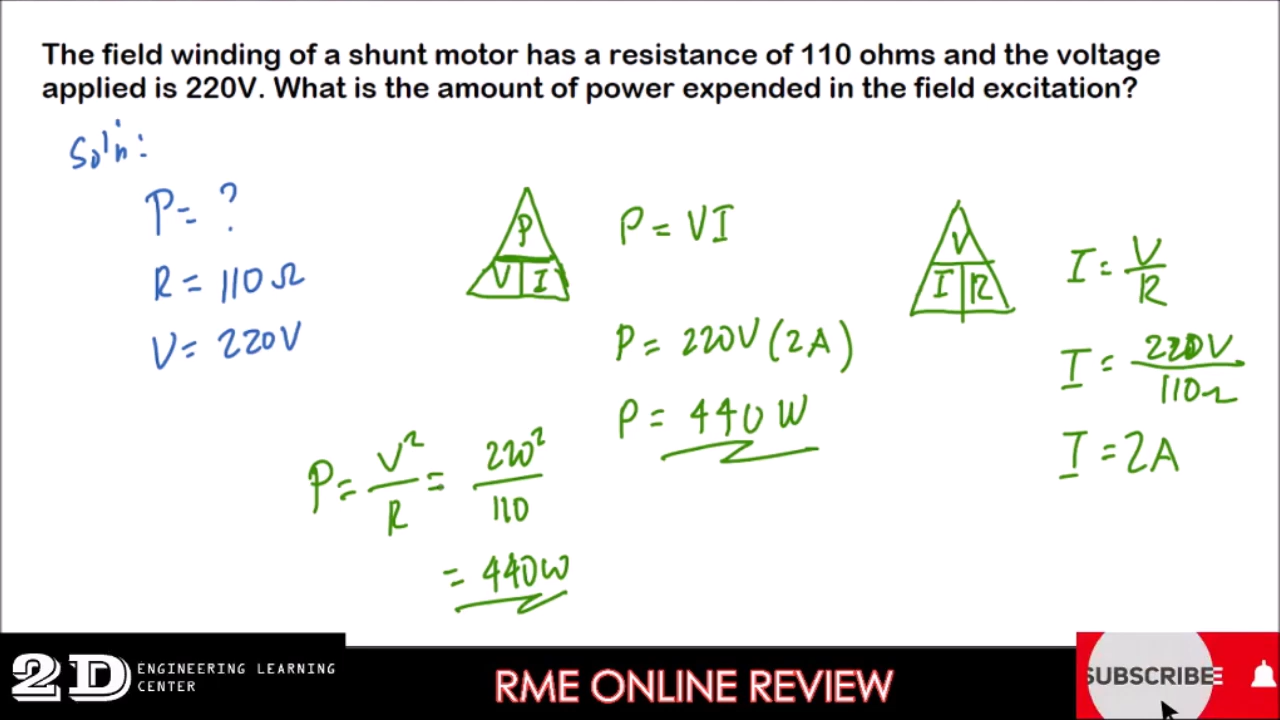 The field winding of a shunt motor has a resistance of 110 ohms and the voltage
applied is 220V. What is the amount of power expended in the field excitation?
Sol'n:
P = ?
R = 110 Ω
V = 220V
P
V I
P = VI
P = 220V (2A)
P = 440 W
V
I R
I = V/R
I = 220V/110Ω
I = 2A
P = V²/R = 220²/110
= 440W
2D ENGINEERING LEARNING
CENTER
RME ONLINE REVIEW
SUBSCRIBE